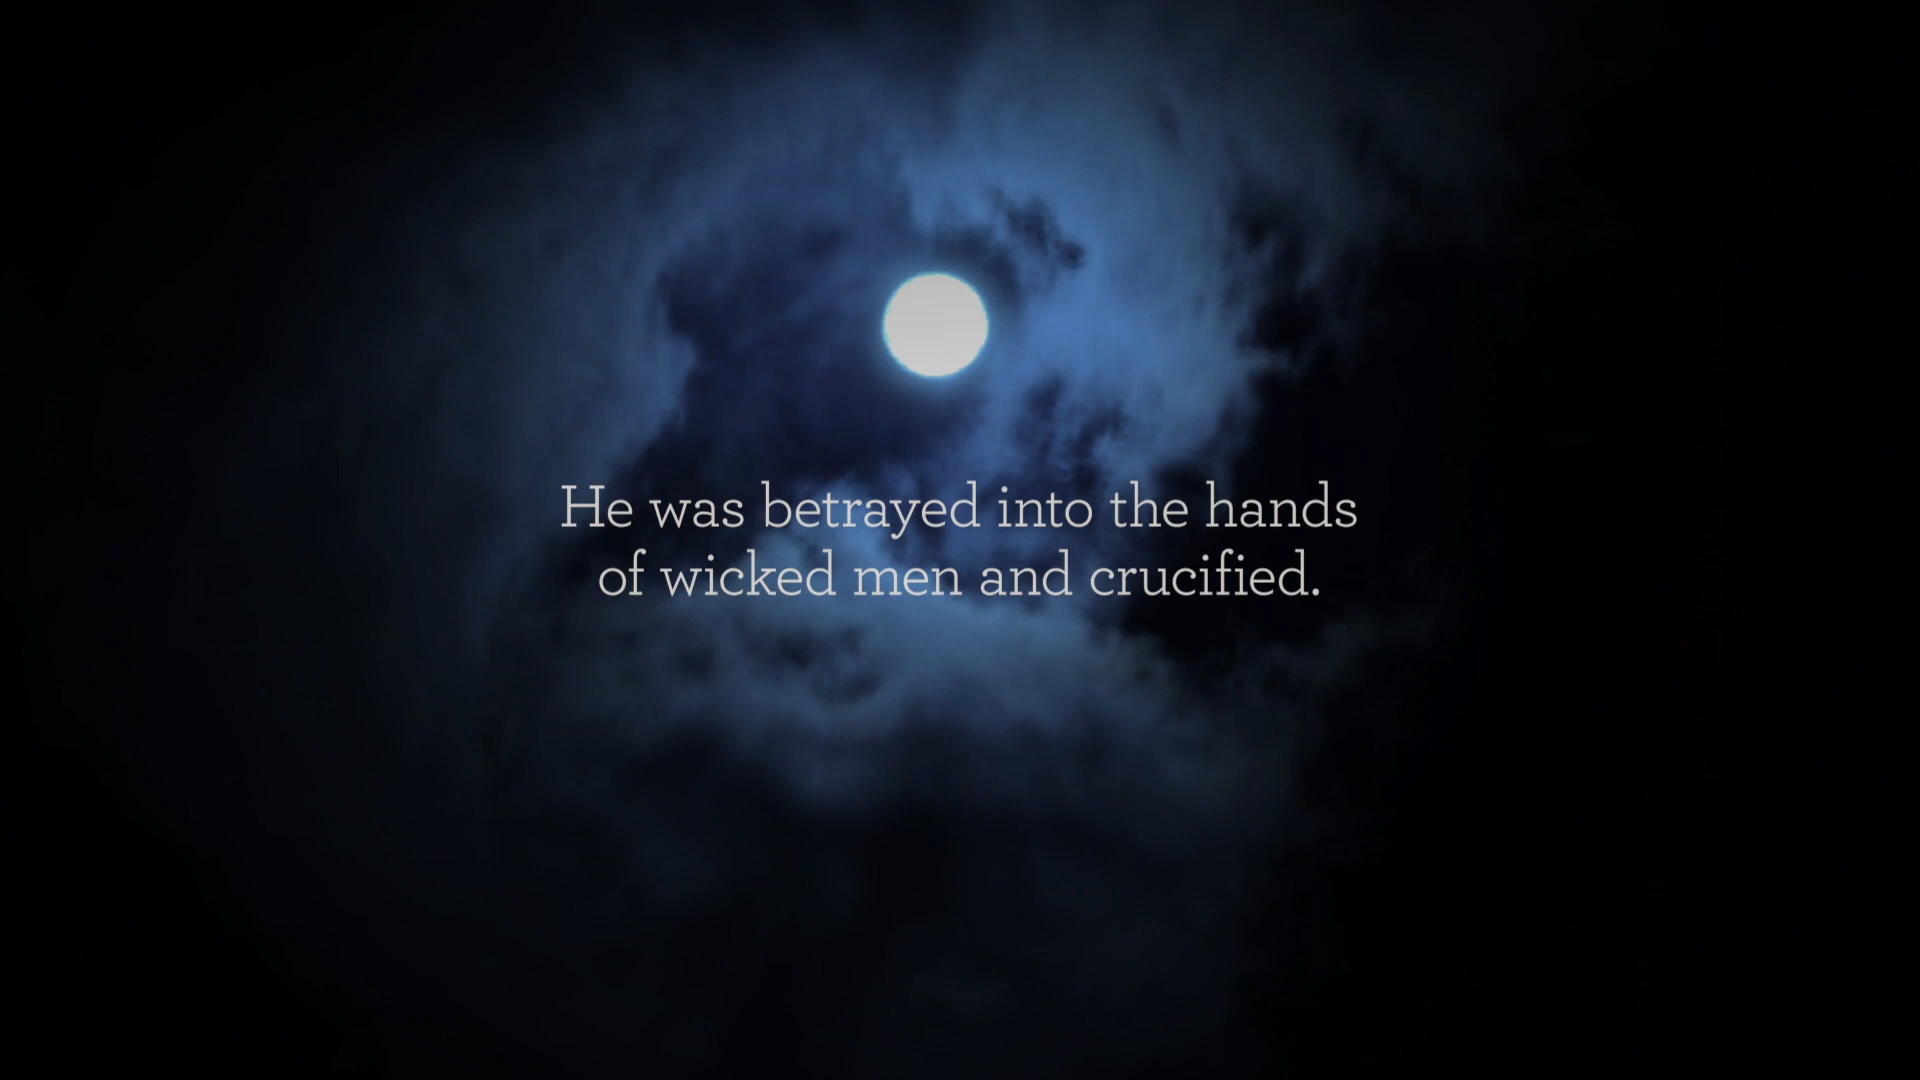 He was betrayed into the hands
of wicked men and crucified.